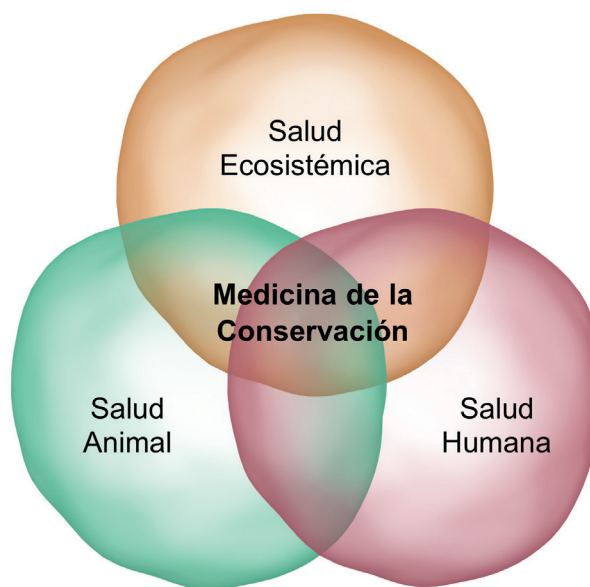 Salud
Ecosistémica
Medicina de la
Conservación
Salud
Animal
Salud
Humana